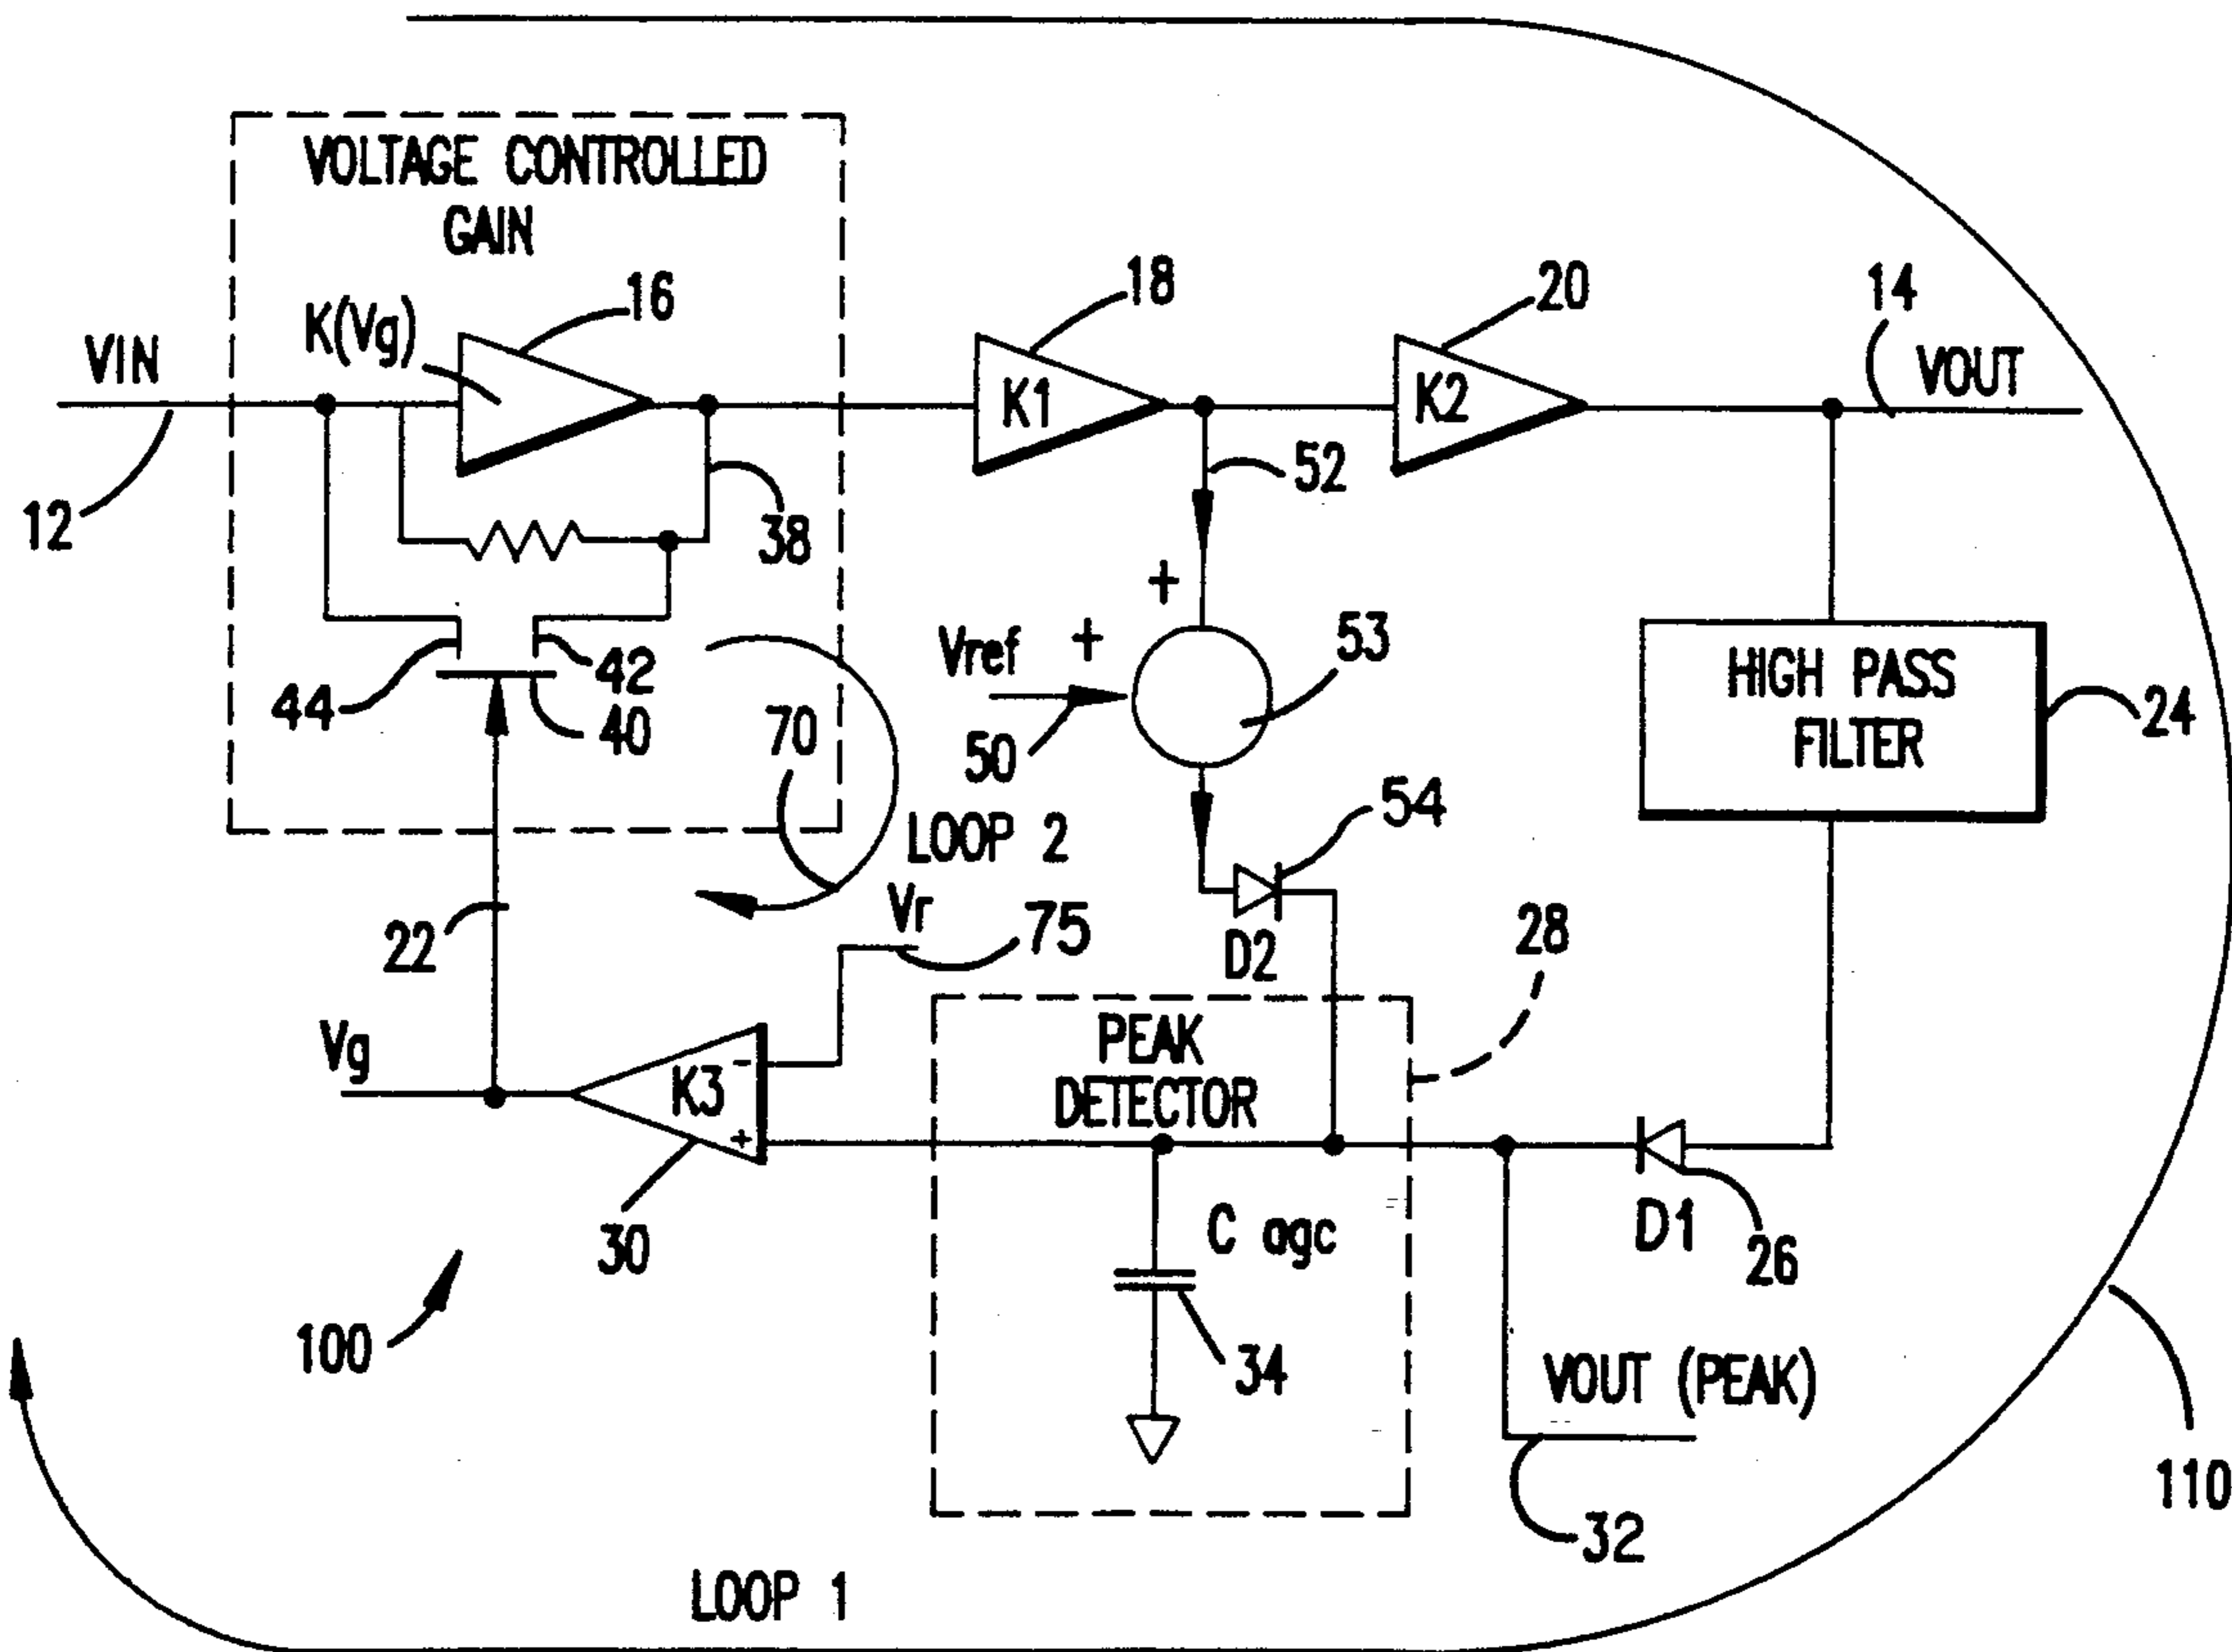 VOLTAGE CONTROLLED
GAIN
16
18
20
14
K(Vg)
VIN
VOUT
K1
K2
12
38
52
+
Vref +
53
HIGH PASS
FILTER
24
44
42
40
70
50
54
LOOP 2
Vr
75
22
D2
28
Vg
K3
-
+
PEAK
DETECTOR
30
C agc
D1
26
100
34
VOUT (PEAK)
110
32
LOOP 1